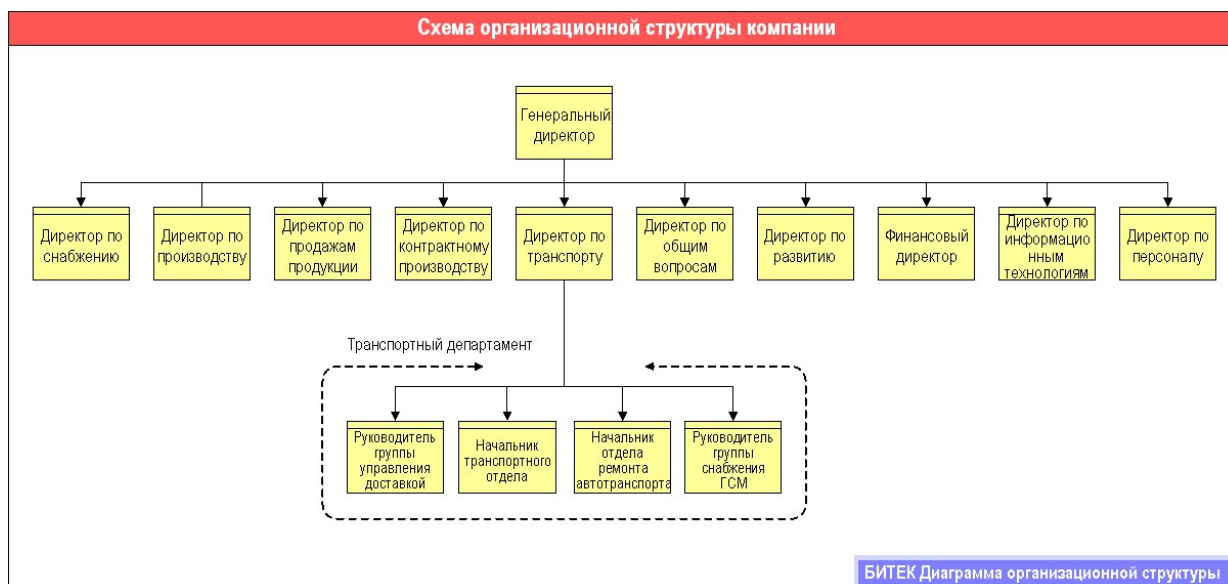 Схема организационной структуры компании
Генеральный
директор
Директор по
снабжению
Директор по
производству
Директор по
продажам
продукции
Директор по
контрактному
производству
Директор по
транспорту
Директор по
общим
вопросам
Директор по
развитию
Финансовый
директор
Директор по
информацио
нным
технологиям
Директор по
персоналу
Транспортный департамент
Руководитель
группы
управления
доставкой
Начальник
транспортного
отдела
Начальник
отдела
ремонта
автотранспорта
Руководитель
группы
снабжения
ГСМ
БИТЕК Диаграмма организационной структуры